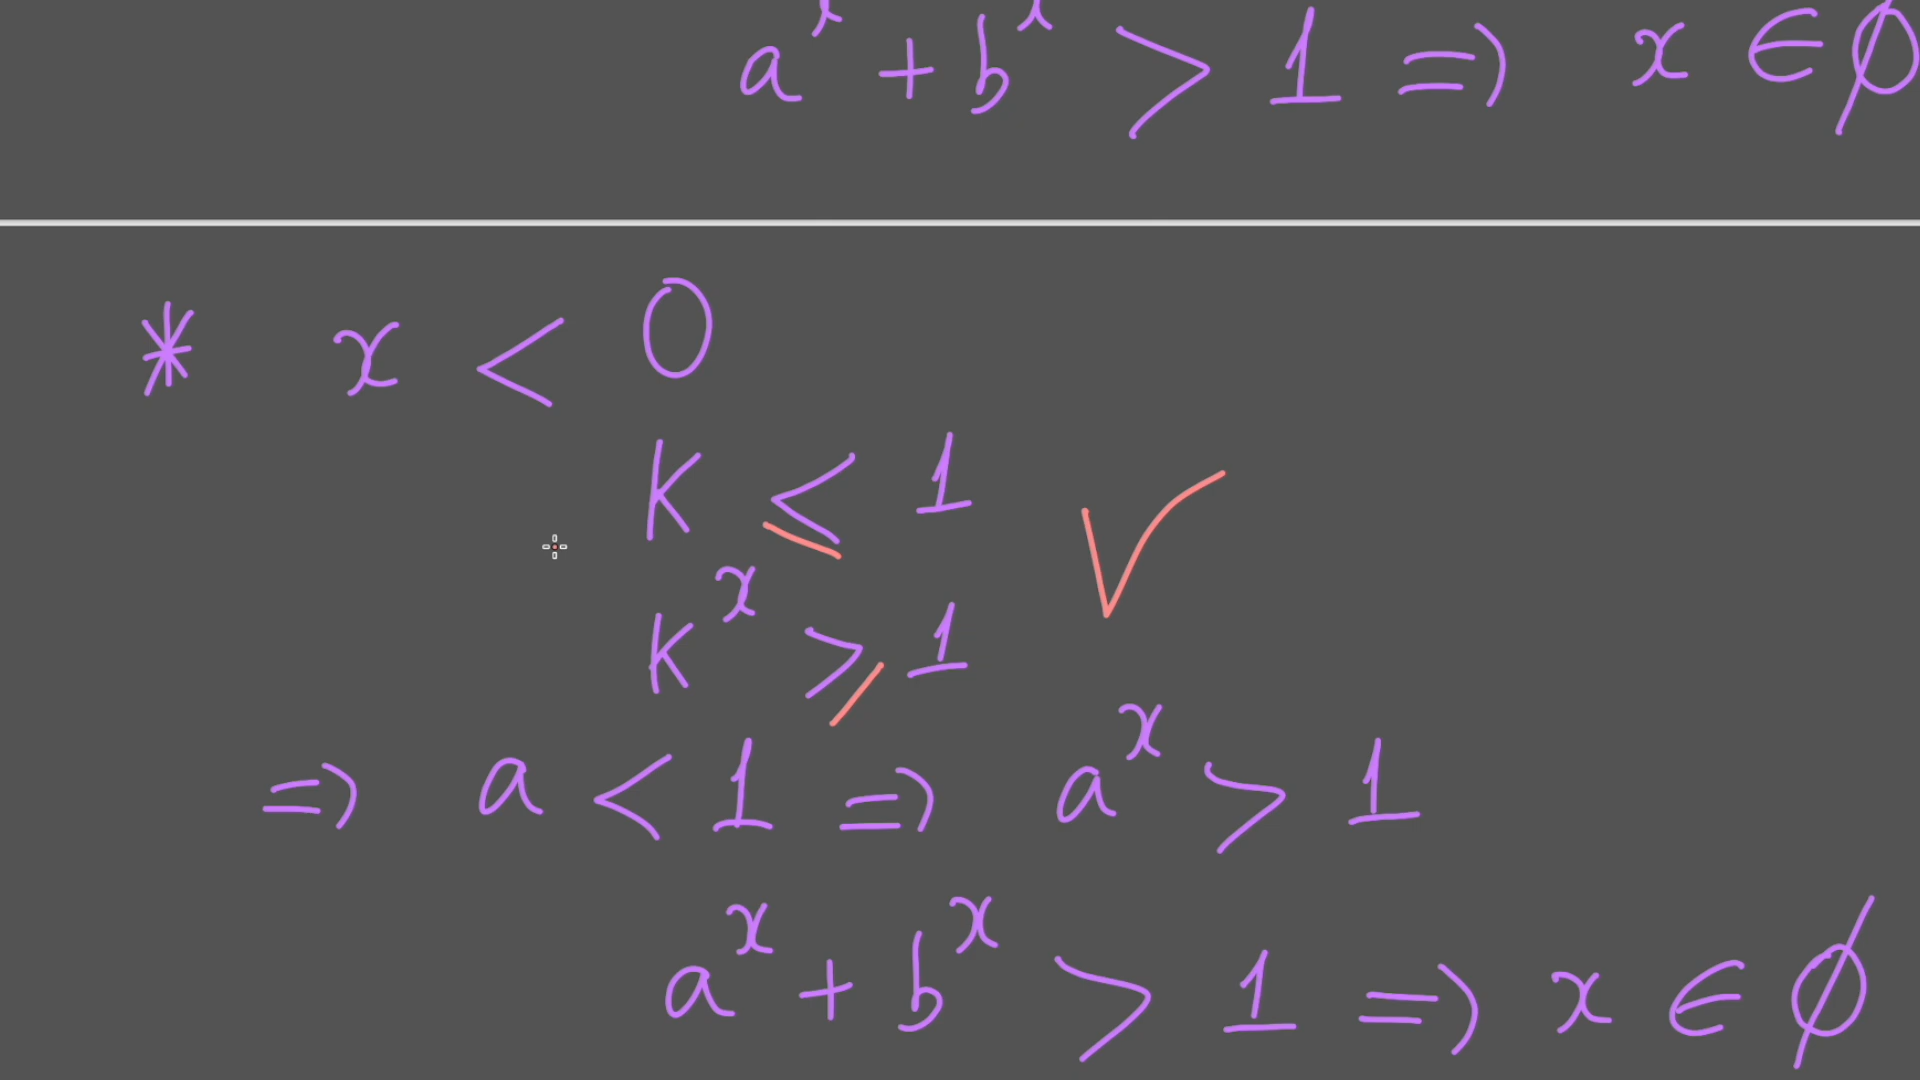 a^x + b^x > 1 ⇒ x ∈ ∅
* x < 0
K ≤ 1 ✓
K^x ≥ 1
⇒ a < 1 ⇒ a^x > 1
a^x + b^x > 1 ⇒ x ∈ ∅